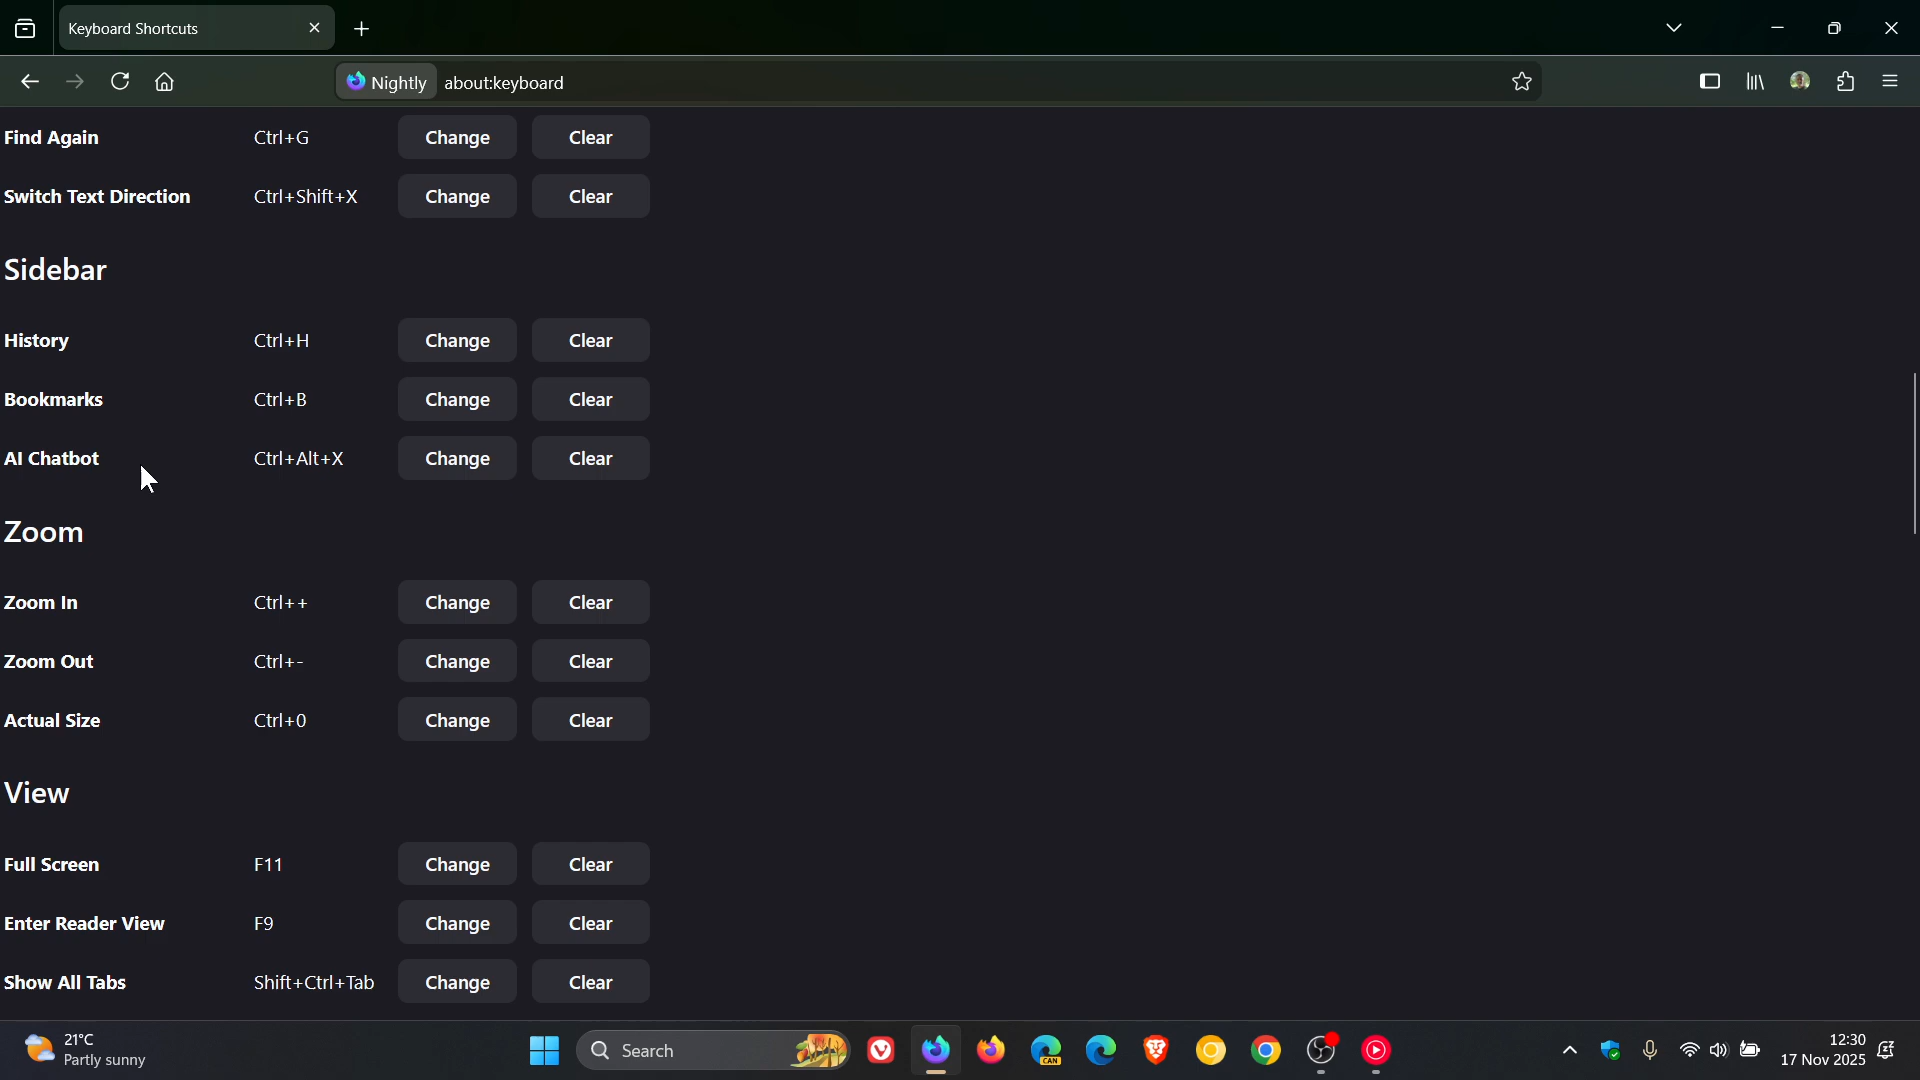 Keyboard Shortcuts
Nightly about:keyboard
Find Again Ctrl+G Change Clear
Switch Text Direction Ctrl+Shift+X Change Clear
Sidebar
History Ctrl+H Change Clear
Bookmarks Ctrl+B Change Clear
AI Chatbot Ctrl+Alt+X Change Clear
Zoom
Zoom In Ctrl++ Change Clear
Zoom Out Ctrl+- Change Clear
Actual Size Ctrl+0 Change Clear
View
Full Screen F11 Change Clear
Enter Reader View F9 Change Clear
Show All Tabs Shift+Ctrl+Tab Change Clear
21°C
Partly sunny
Search
CAN
12:30
17 Nov 2025